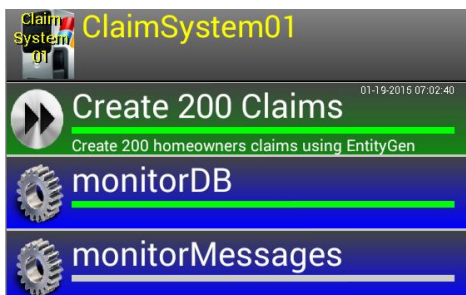 Claim
System
01
ClaimSystem01
01-19-2016 07:02:40
Create 200 Claims
Create 200 homeowners claims using EntityGen
monitorDB
monitorMessages